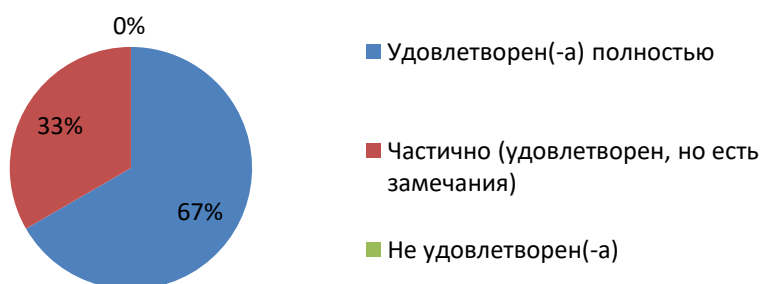 0%
33%
67%
Удовлетворен(-а) полностью
Частично (удовлетворен, но есть
замечания)
Не удовлетворен(-а)